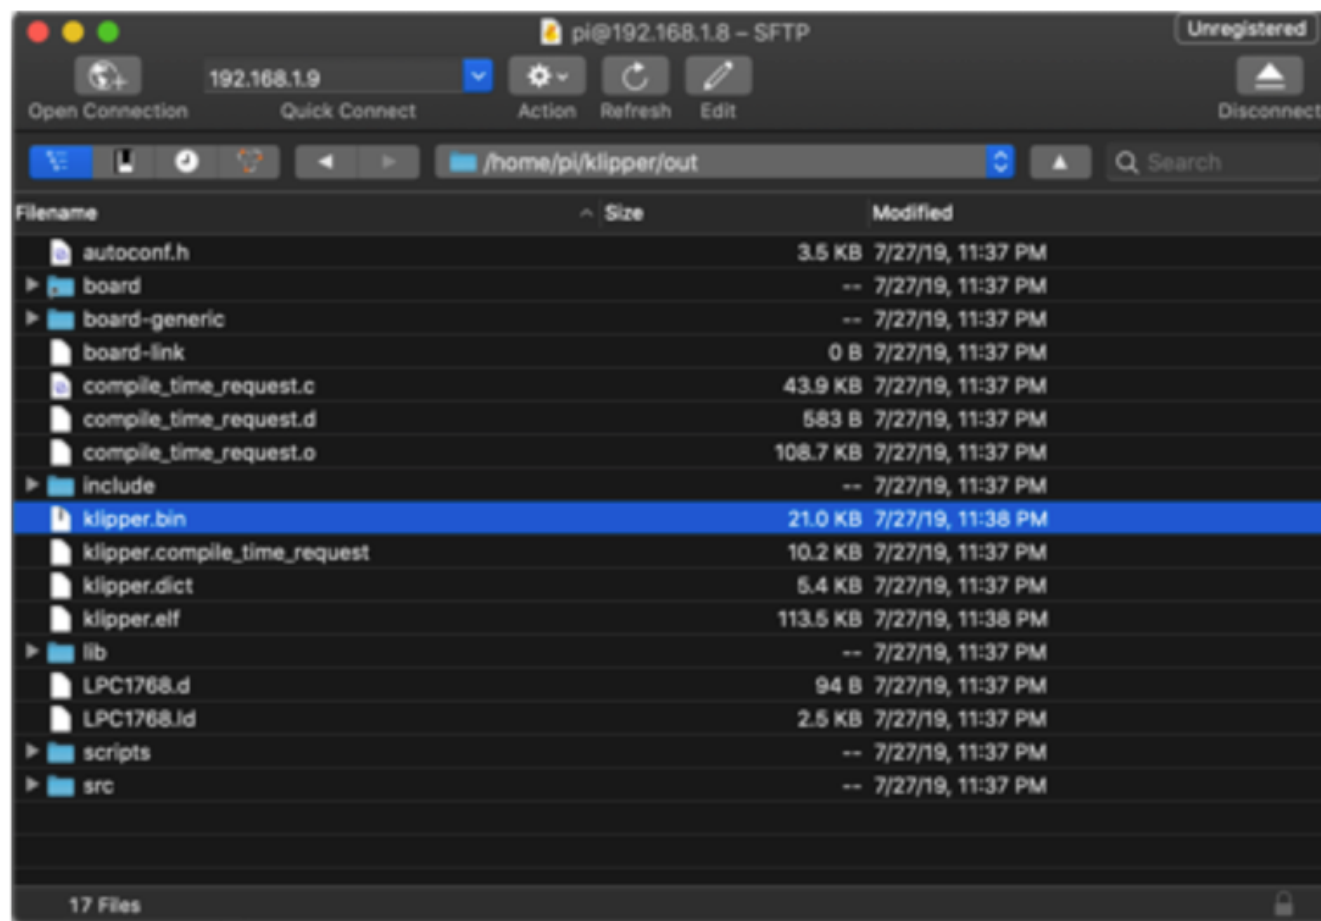 pi@192.168.1.8 – SFTP
Unregistered
192.168.1.9
Open Connection Quick Connect Action Refresh Edit Disconnect
/home/pi/klipper/out Search
Filename Size Modified
autoconf.h 3.5 KB 7/27/19, 11:37 PM
board -- 7/27/19, 11:37 PM
board-generic -- 7/27/19, 11:37 PM
board-link 0 B 7/27/19, 11:37 PM
compile_time_request.c 43.9 KB 7/27/19, 11:37 PM
compile_time_request.d 583 B 7/27/19, 11:37 PM
compile_time_request.o 108.7 KB 7/27/19, 11:37 PM
include -- 7/27/19, 11:37 PM
klipper.bin 21.0 KB 7/27/19, 11:38 PM
klipper.compile_time_request 10.2 KB 7/27/19, 11:37 PM
klipper.dict 5.4 KB 7/27/19, 11:37 PM
klipper.elf 113.5 KB 7/27/19, 11:38 PM
lib -- 7/27/19, 11:37 PM
LPC1768.d 94 B 7/27/19, 11:37 PM
LPC1768.ld 2.5 KB 7/27/19, 11:37 PM
scripts -- 7/27/19, 11:37 PM
src -- 7/27/19, 11:37 PM
17 Files